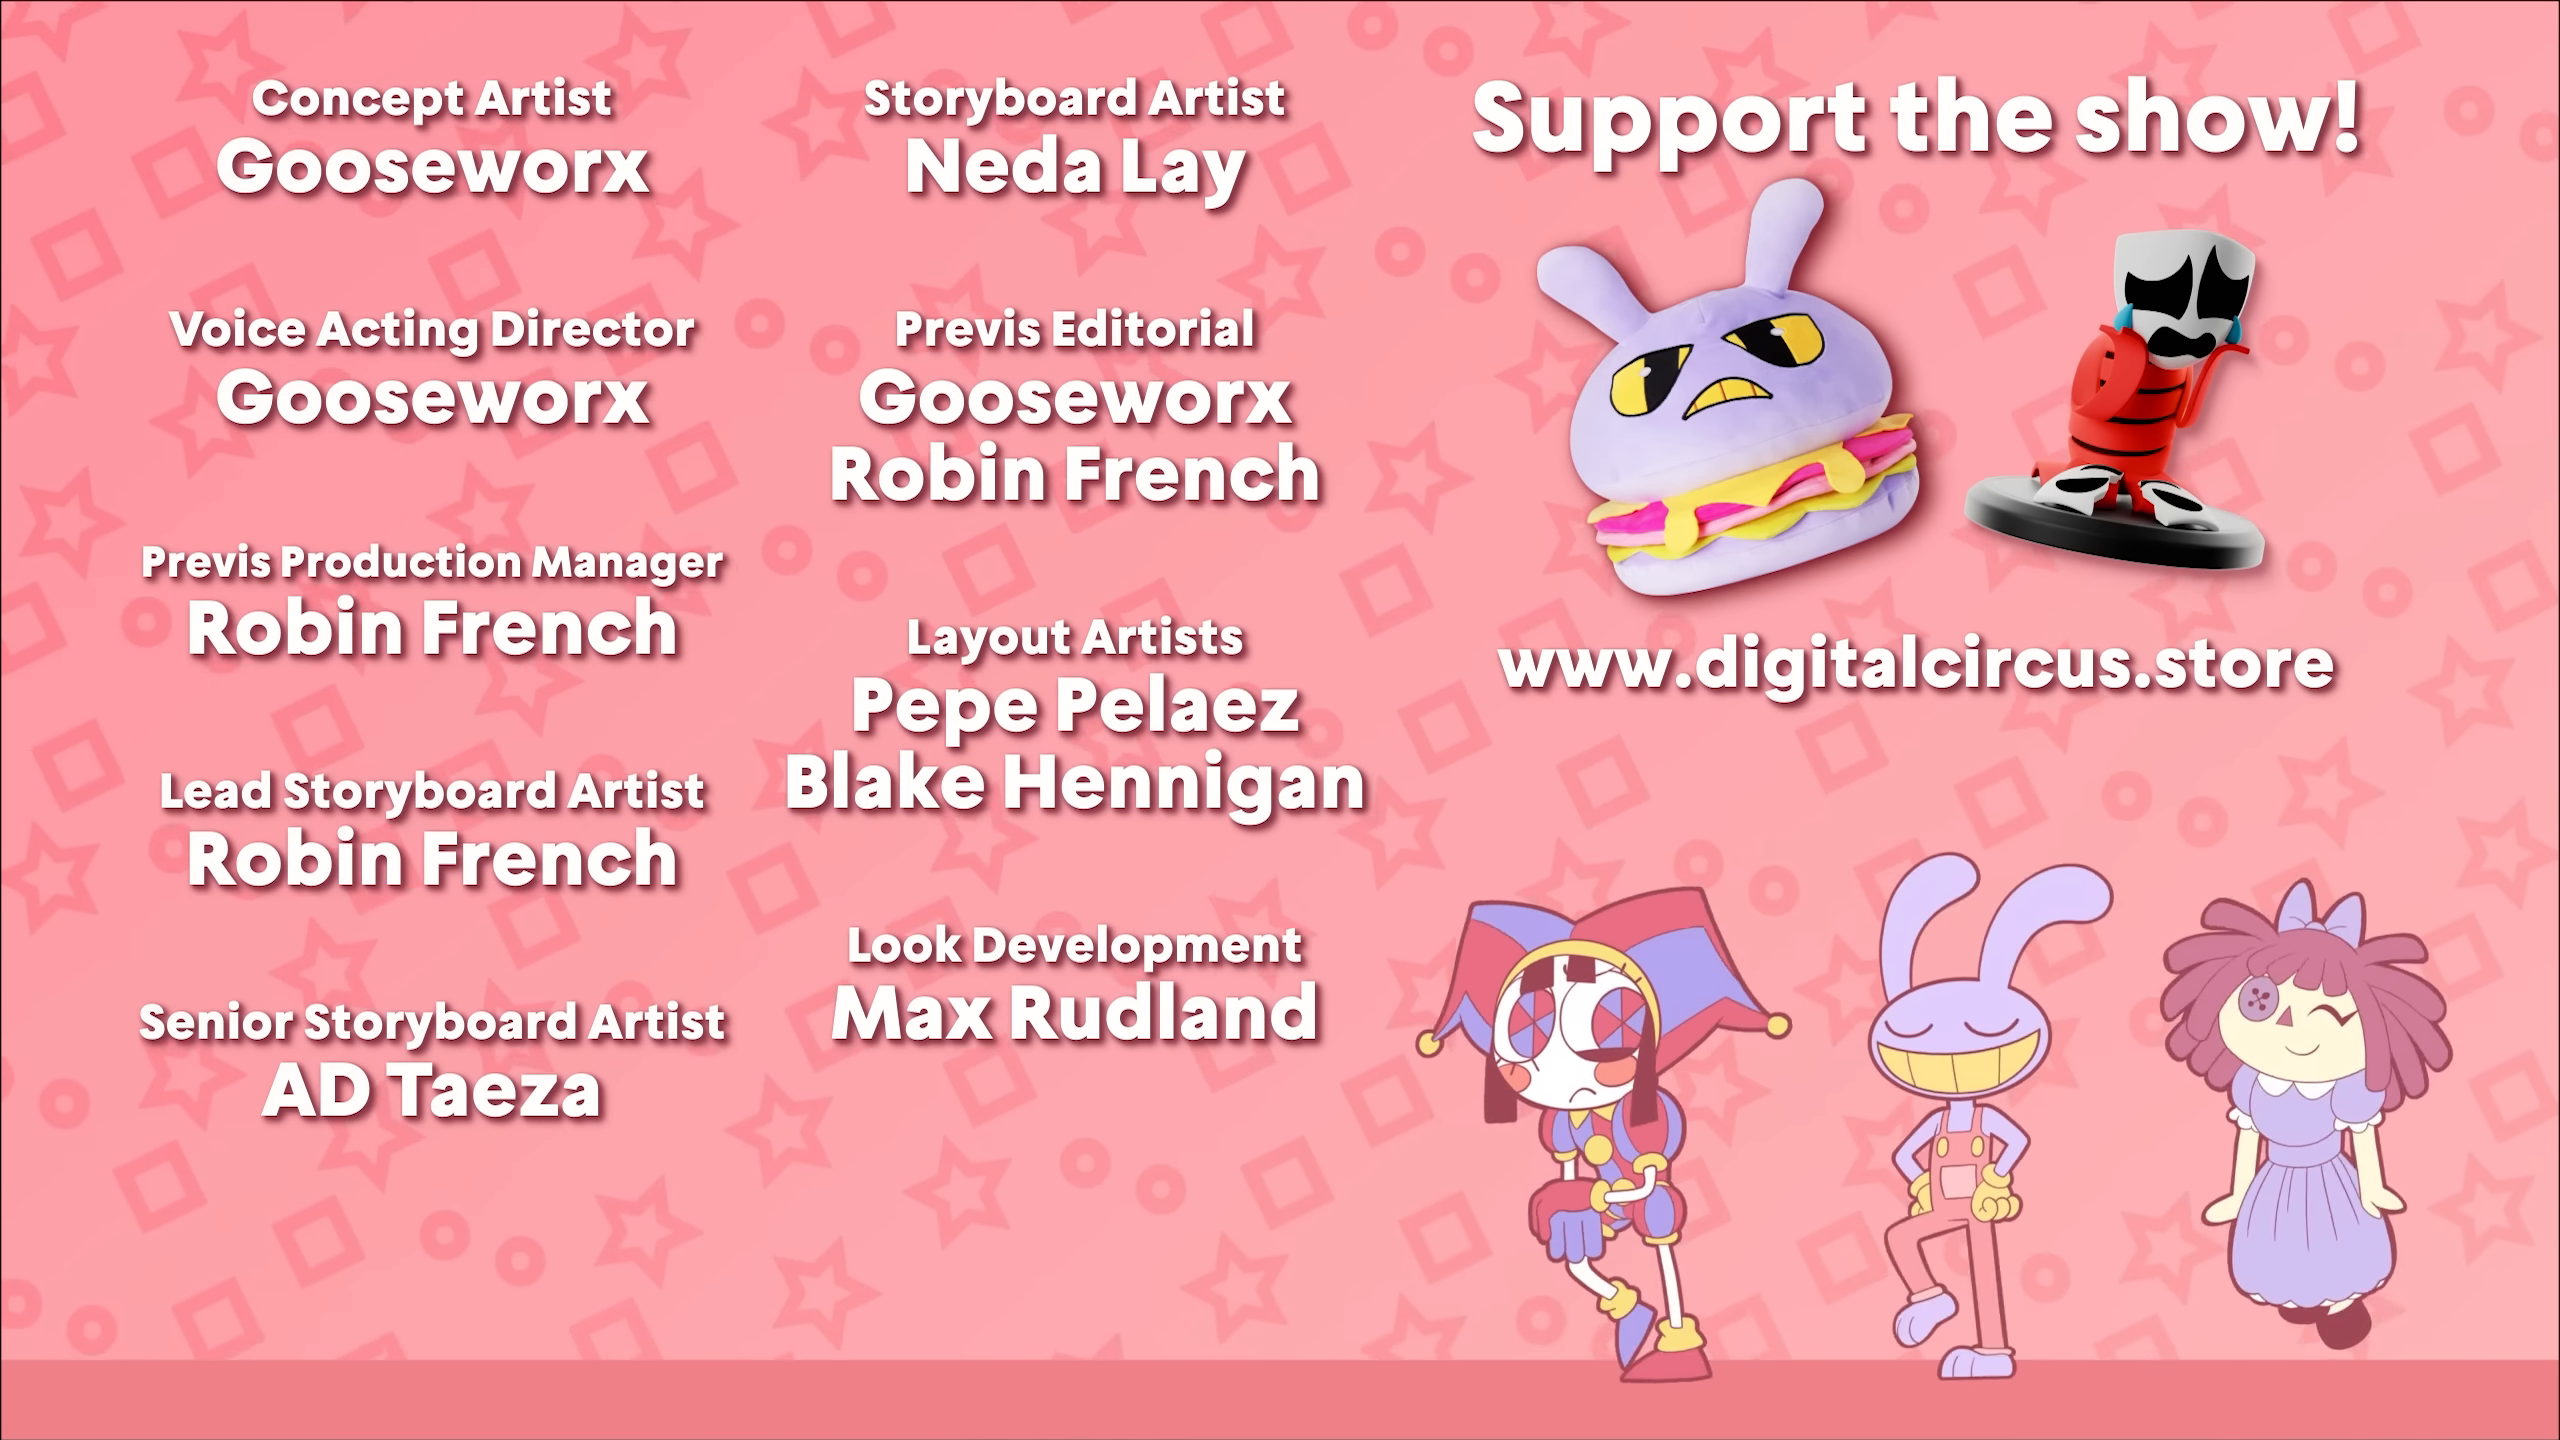 Concept Artist
Gooseworx
Voice Acting Director
Gooseworx
Previs Production Manager
Robin French
Lead Storyboard Artist
Robin French
Senior Storyboard Artist
AD Taeza
Storyboard Artist
Neda Lay
Previs Editorial
Gooseworx
Robin French
Layout Artists
Pepe Pelaez
Blake Hennigan
Look Development
Max Rudland
Support the show!
www.digitalcircus.store